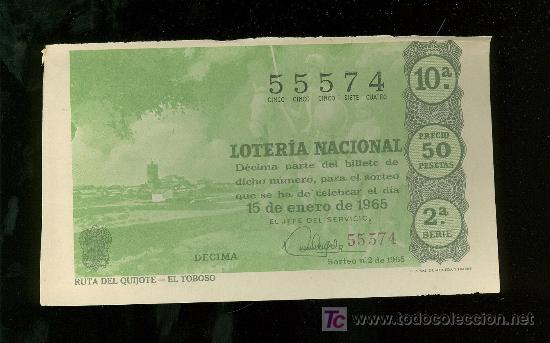 55574
CINCO CINCO CINCO SIETE CUATRO
10ª
LOTERÍA NACIONAL
Décima parte del billete de
dicho número, para el sorteo
que se ha de celebrar el día
15 de enero de 1965
EL JEFE DEL SERVICIO,
PRECIO
50
PESETAS
2ª
SERIE
DECIMA
55574
Sorteo n.º 2 de 1965
RUTA DEL QUIJOTE — EL TOBOSO
TC
todocoleccion
www.todocoleccion.net